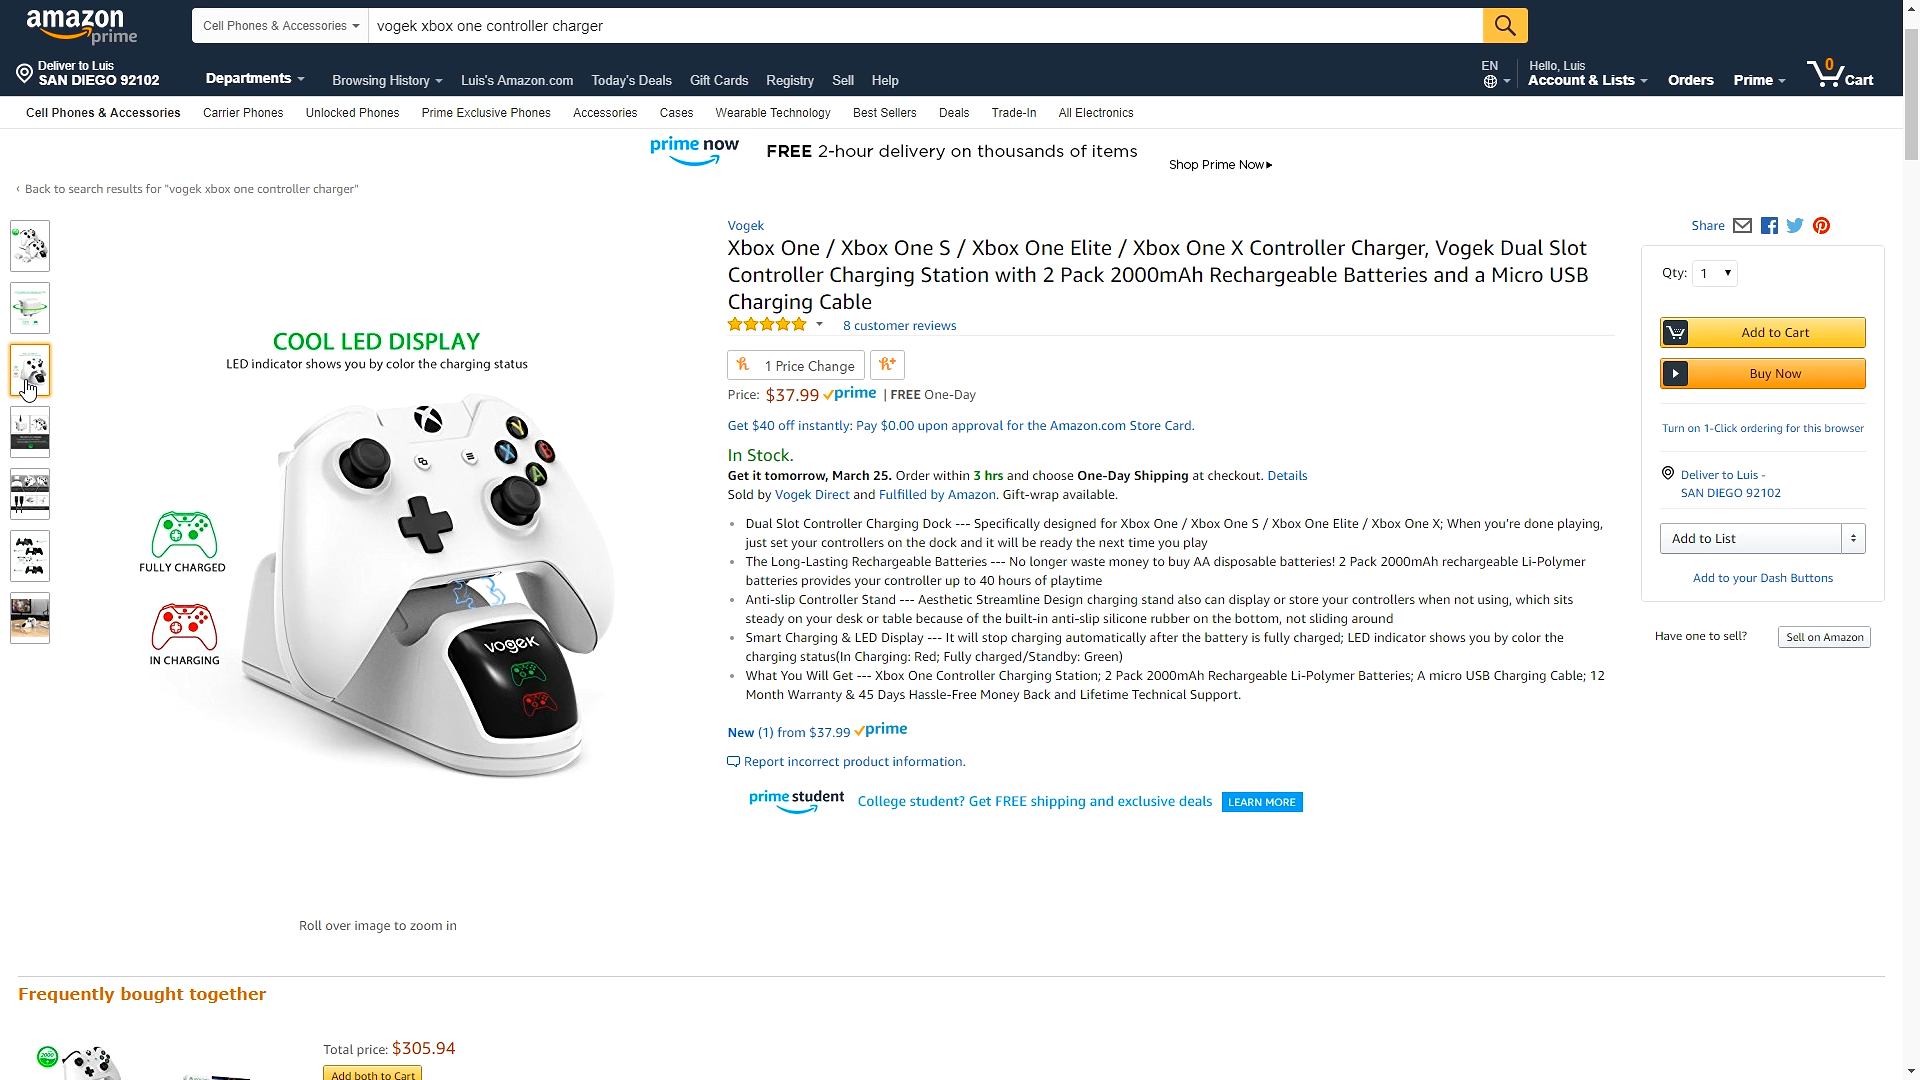 amazon
prime
Cell Phones & Accessories
vogek xbox one controller charger
Deliver to Luis
SAN DIEGO 92102
Departments
Browsing History
Luis's Amazon.com
Today's Deals
Gift Cards
Registry
Sell
Help
EN
Hello, Luis
Account & Lists
Orders
Prime
0
Cart
Cell Phones & Accessories
Carrier Phones
Unlocked Phones
Prime Exclusive Phones
Accessories
Cases
Wearable Technology
Best Sellers
Deals
Trade-In
All Electronics
prime now
FREE 2-hour delivery on thousands of items
Shop Prime Now
‹ Back to search results for "vogek xbox one controller charger"
COOL LED DISPLAY
LED indicator shows you by color the charging status
Y
X
B
A
FULLY CHARGED
IN CHARGING
vogek
Roll over image to zoom in
Vogek
Xbox One / Xbox One S / Xbox One Elite / Xbox One X Controller Charger, Vogek Dual Slot
Controller Charging Station with 2 Pack 2000mAh Rechargeable Batteries and a Micro USB
Charging Cable
8 customer reviews
1 Price Change
Price: $37.99 prime | FREE One-Day
Get $40 off instantly: Pay $0.00 upon approval for the Amazon.com Store Card.
In Stock.
Get it tomorrow, March 25. Order within 3 hrs and choose One-Day Shipping at checkout. Details
Sold by Vogek Direct and Fulfilled by Amazon. Gift-wrap available.
• Dual Slot Controller Charging Dock --- Specifically designed for Xbox One / Xbox One S / Xbox One Elite / Xbox One X; When you're done playing,
just set your controllers on the dock and it will be ready the next time you play
• The Long-Lasting Rechargeable Batteries --- No longer waste money to buy AA disposable batteries! 2 Pack 2000mAh rechargeable Li-Polymer
batteries provides your controller up to 40 hours of playtime
• Anti-slip Controller Stand --- Aesthetic Streamline Design charging stand also can display or store your controllers when not using, which sits
steady on your desk or table because of the built-in anti-slip silicone rubber on the bottom, not sliding around
• Smart Charging & LED Display --- It will stop charging automatically after the battery is fully charged; LED indicator shows you by color the
charging status(In Charging: Red; Fully charged/Standby: Green)
• What You Will Get --- Xbox One Controller Charging Station; 2 Pack 2000mAh Rechargeable Li-Polymer Batteries; A micro USB Charging Cable; 12
Month Warranty & 45 Days Hassle-Free Money Back and Lifetime Technical Support.
New (1) from $37.99 prime
Report incorrect product information.
prime student
College student? Get FREE shipping and exclusive deals
LEARN MORE
Share
Qty: 1
Add to Cart
Buy Now
Turn on 1-Click ordering for this browser
Deliver to Luis -
SAN DIEGO 92102
Add to List
Add to your Dash Buttons
Have one to sell?
Sell on Amazon
Frequently bought together
2000
Total price: $305.94
Add both to Cart